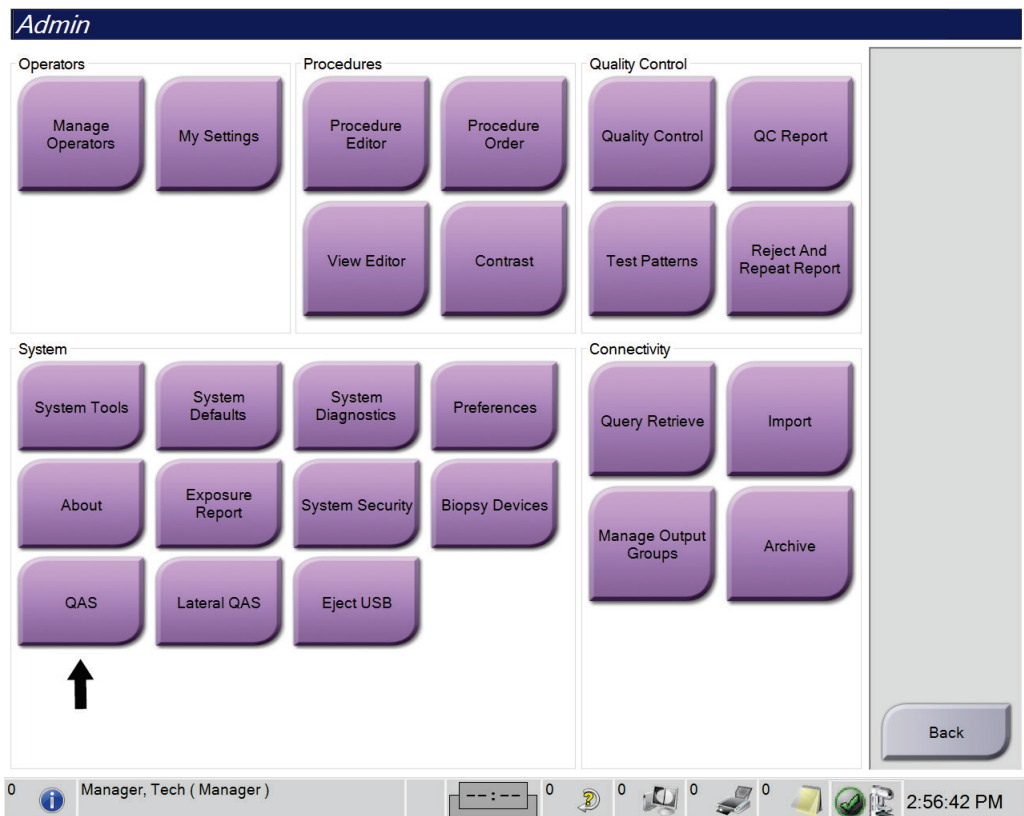 Admin
Operators
Manage
Operators
My Settings
Procedures
Procedure
Editor
Procedure
Order
View Editor
Contrast
Quality Control
Quality Control
QC Report
Test Patterns
Reject And
Repeat Report
System
System Tools
System
Defaults
System
Diagnostics
Preferences
About
Exposure
Report
System Security
Biopsy Devices
QAS
Lateral QAS
Eject USB
Connectivity
Query Retrieve
Import
Manage Output
Groups
Archive
Back
0
Manager, Tech ( Manager )
--:--
0
0
0
0
2:56:42 PM